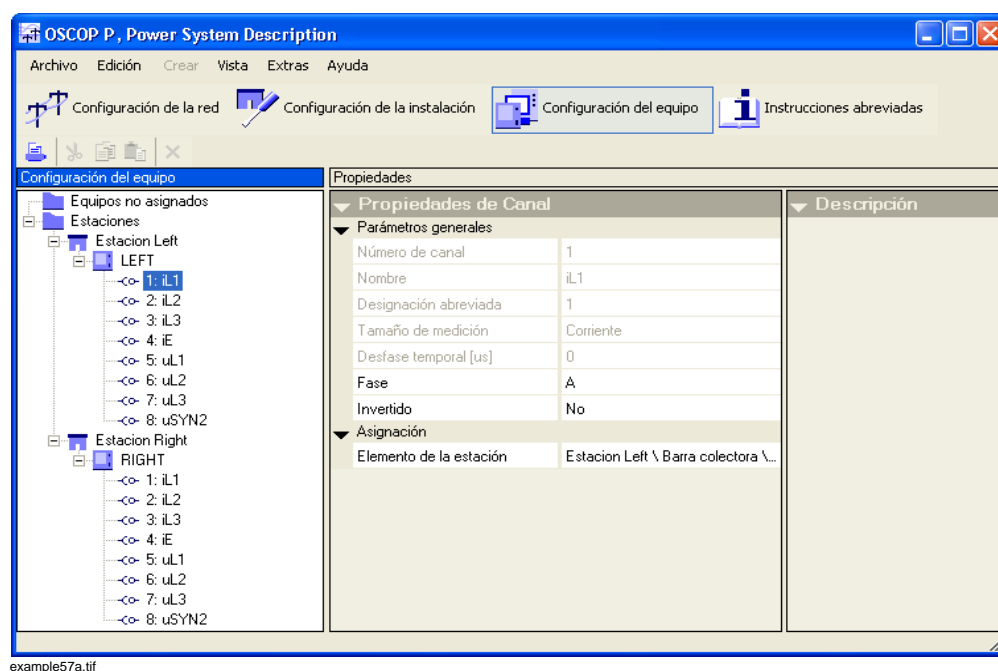 OSCOP P, Power System Description
Archivo Edición Crear Vista Extras Ayuda
Configuración de la red Configuración de la instalación Configuración del equipo Instrucciones abreviadas
Configuración del equipo
Equipos no asignados
Estaciones
Estacion Left
LEFT
1: iL1
2: iL2
3: iL3
4: iE
5: uL1
6: uL2
7: uL3
8: uSYN2
Estacion Right
RIGHT
1: iL1
2: iL2
3: iL3
4: iE
5: uL1
6: uL2
7: uL3
8: uSYN2
Propiedades
Propiedades de Canal
Parámetros generales
Número de canal 1
Nombre iL1
Designación abreviada 1
Tamaño de medición Corriente
Desfase temporal [us] 0
Fase A
Invertido No
Asignación
Elemento de la estación Estacion Left \ Barra colectora \...
Descripción
example57a.tif